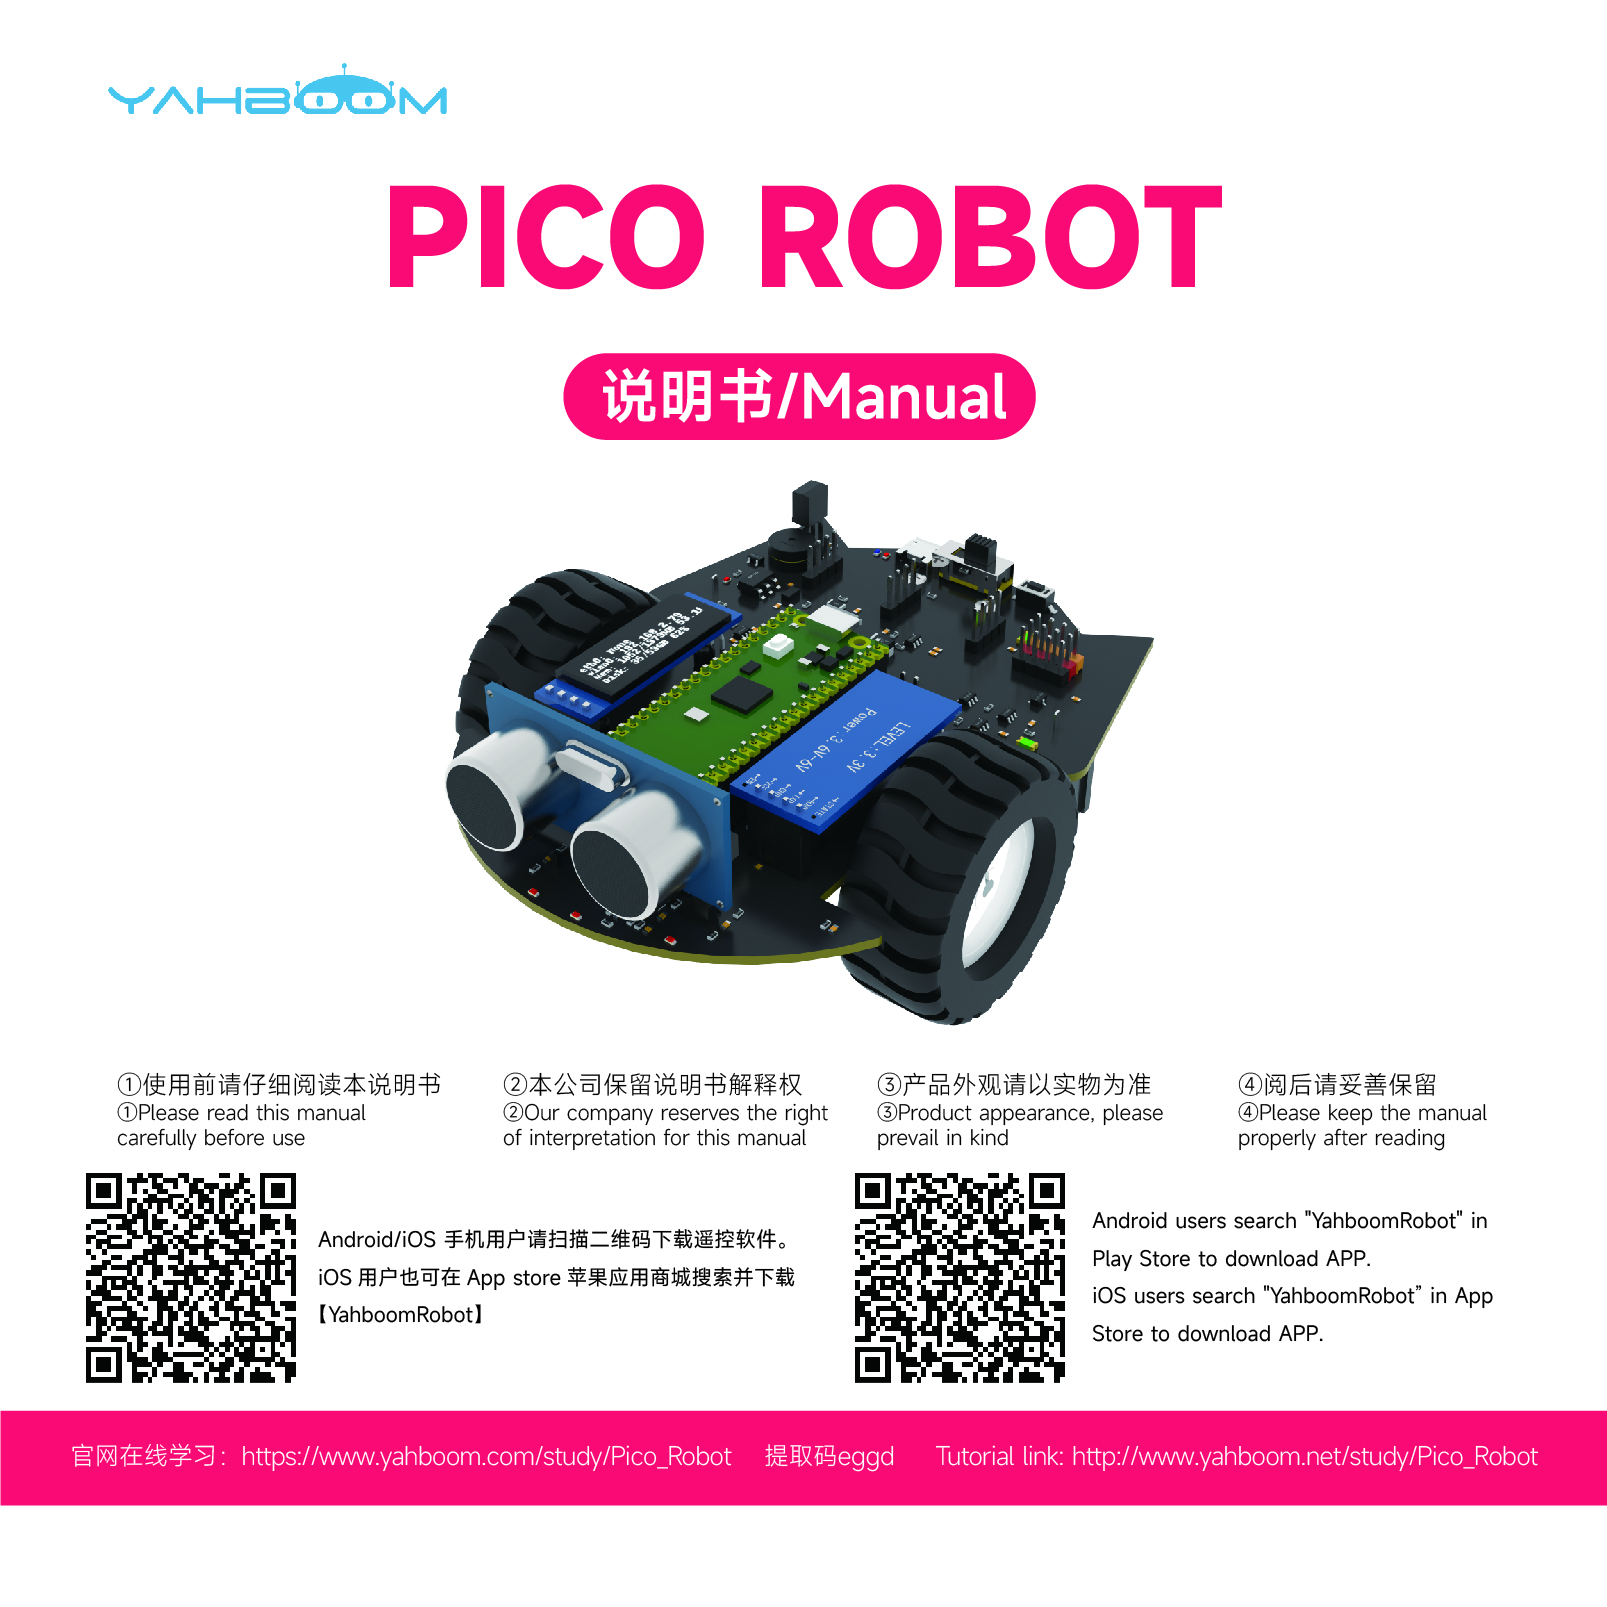 YAHBOOM
PICO ROBOT
说明书/Manual
LEVEL:3.3V
Power:3.6V-6V
①使用前请仔细阅读本说明书
①Please read this manual
carefully before use
②本公司保留说明书解释权
②Our company reserves the right
of interpretation for this manual
③产品外观请以实物为准
③Product appearance, please
prevail in kind
④阅后请妥善保留
④Please keep the manual
properly after reading
Android/iOS 手机用户请扫描二维码下载遥控软件。
iOS 用户也可在 App store 苹果应用商城搜索并下载
【YahboomRobot】
Android users search "YahboomRobot" in
Play Store to download APP.
iOS users search "YahboomRobot” in App
Store to download APP.
官网在线学习：https://www.yahboom.com/study/Pico_Robot 提取码eggd Tutorial link: http://www.yahboom.net/study/Pico_Robot